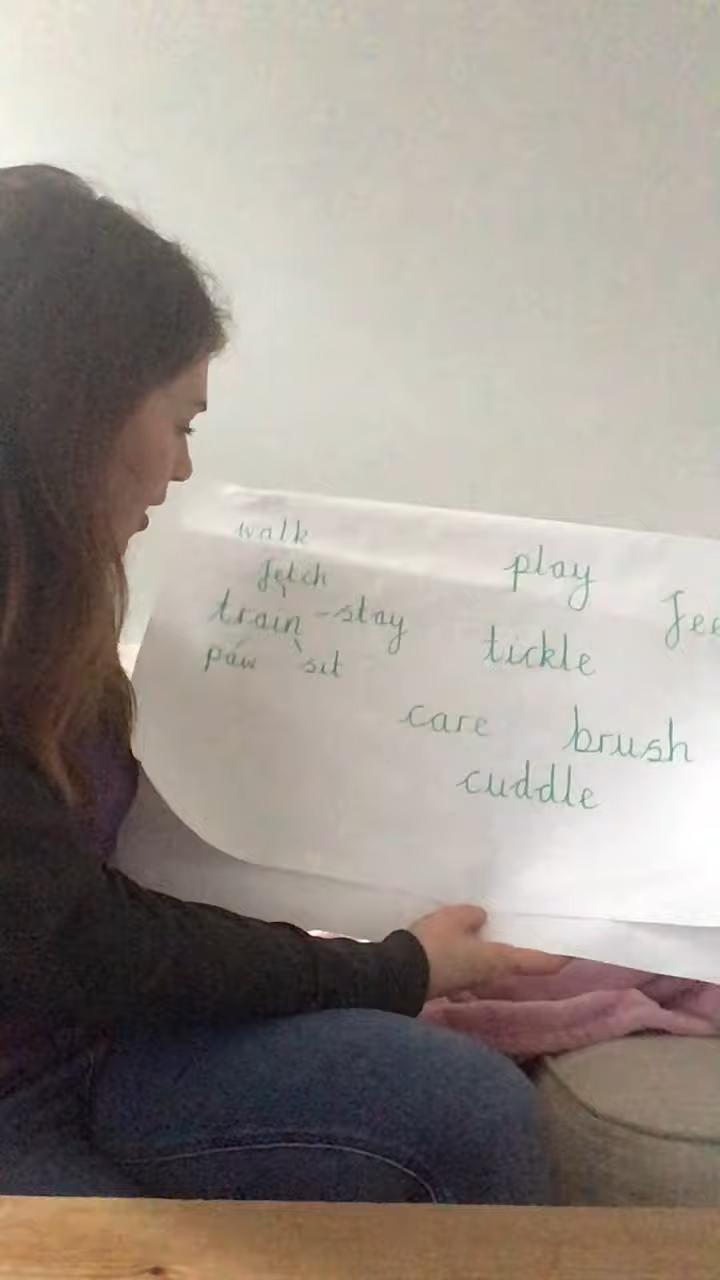 walk
fetch
train - stay
paw sit
play
tickle
care brush
cuddle